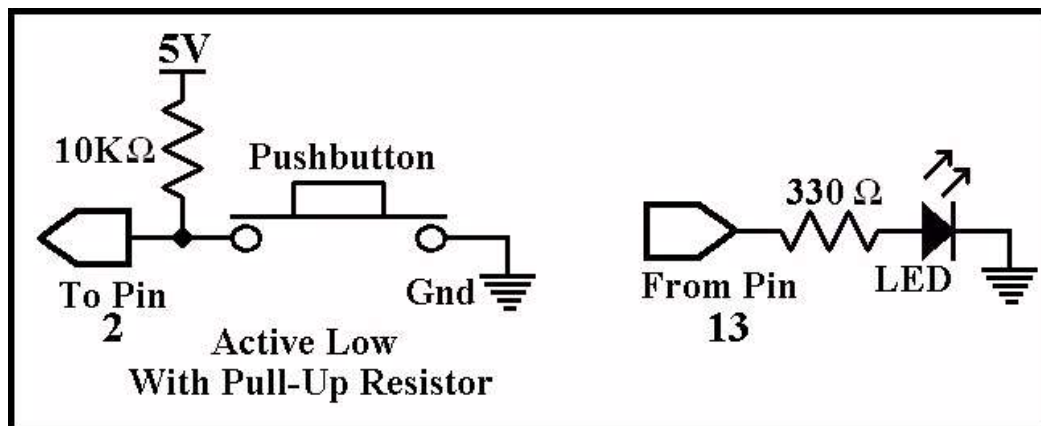 5V
10KΩ
Pushbutton
To Pin
2
Gnd
Active Low
With Pull-Up Resistor
330 Ω
LED
From Pin
13